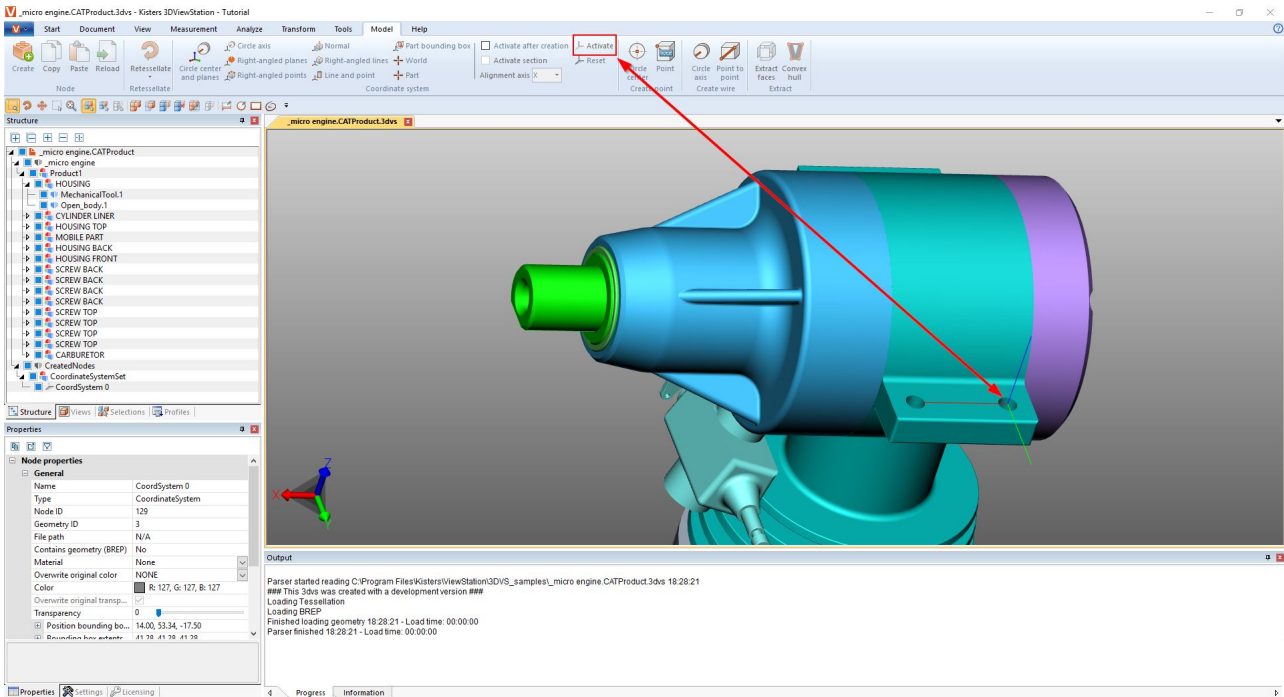 _micro engine.CATProduct.3dvs - Kisters 3DViewStation - Tutorial
Start Document View Measurement Analyze Transform Tools Model Help
Create Copy Paste Reload
Node
Retessellate
Retessellate
Circle center and planes
Circle axis
Right-angled planes
Right-angled points
Normal
Right-angled lines
Line and point
Part bounding box
World
Part
Activate after creation
Activate section
Alignment axis X
Activate
Reset
Coordinate system
Circle center
Point
Create point
Circle axis
Point to point
Create wire
Extract faces
Convex hull
Extract
Structure
_micro engine.CATProduct
_micro engine
Product1
HOUSING
MechanicalTool.1
Open_body.1
CYLINDER LINER
HOUSING TOP
MOBILE PART
HOUSING BACK
HOUSING FRONT
SCREW BACK
SCREW BACK
SCREW BACK
SCREW BACK
SCREW TOP
SCREW TOP
SCREW TOP
SCREW TOP
CARBURETOR
CreatedNodes
CoordinateSystemSet
CoordSystem 0
Structure Views Selections Profiles
_micro engine.CATProduct.3dvs
X
Z
Properties
Node properties
General
Name CoordSystem 0
Type CoordinateSystem
Node ID 129
Geometry ID 3
File path N/A
Contains geometry (BREP) No
Material None
Overwrite original color NONE
Color R: 127, G: 127, B: 127
Overwrite original transp...
Transparency 0
Position bounding bo... 14.00, 53.34, -17.50
Bounding box extents 41.28, 41.28, 41.28
Properties Settings Licensing
Output
Parser started reading C:\Program Files\Kisters\ViewStation\3DVS_samples\_micro engine.CATProduct.3dvs 18:28:21
### This 3dvs was created with a development version ###
Loading Tessellation
Loading BREP
Finished loading geometry 18:28:21 - Load time: 00:00:00
Parser finished 18:28:21 - Load time: 00:00:00
Progress Information